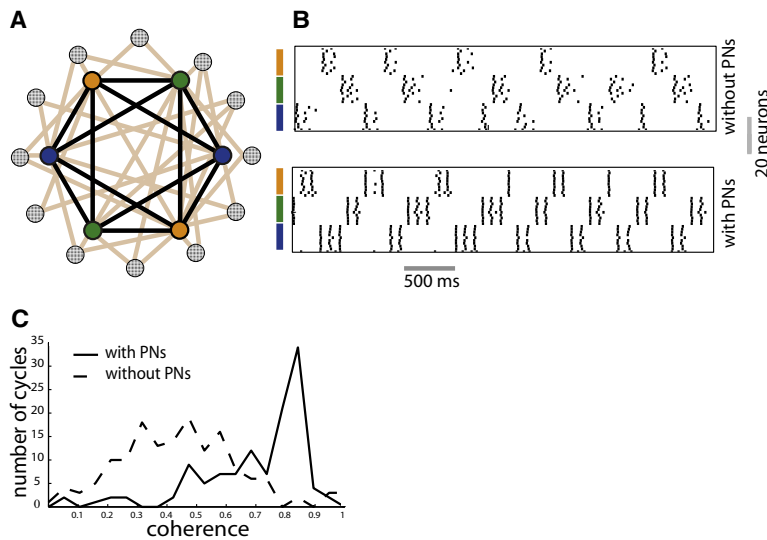 A
B
without PNs
with PNs
20 neurons
500 ms
C
number of cycles
35
30
25
20
15
10
5
0
with PNs
without PNs
0.1 0.2 0.3 0.4 0.5 0.6 0.7 0.8 0.9 1
coherence